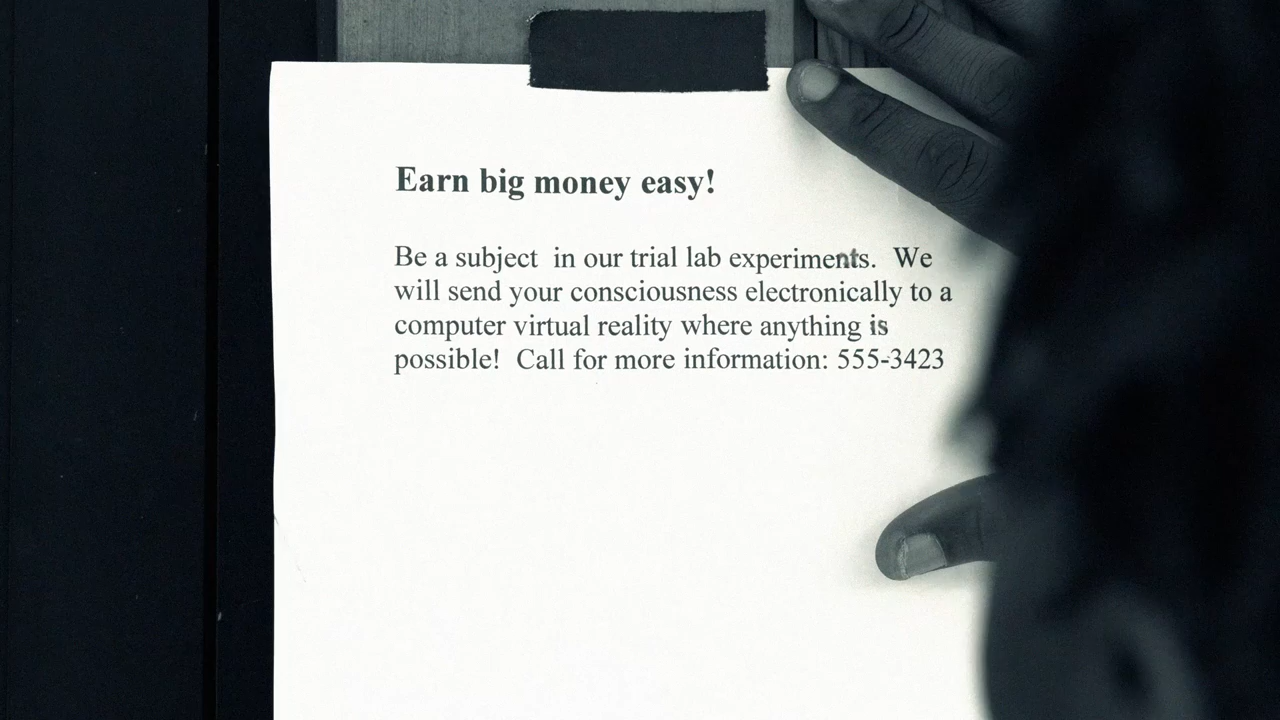 Earn big money easy!
Be a subject  in our trial lab experiments.  We
will send your consciousness electronically to a
computer virtual reality where anything is
possible!  Call for more information: 555-3423